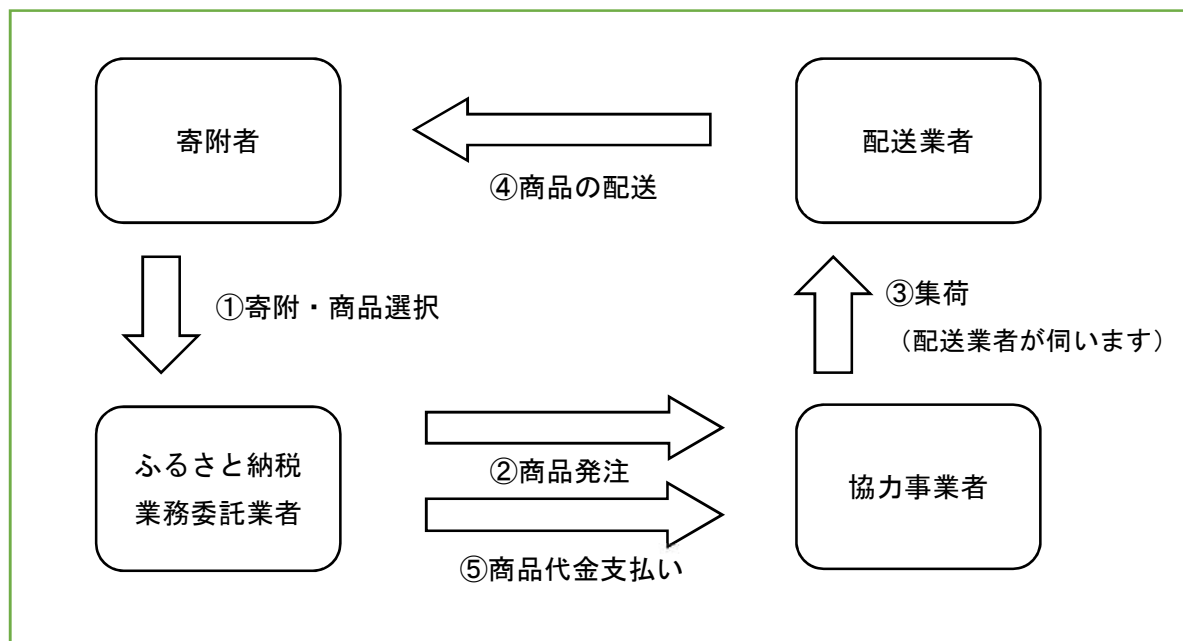 寄附者
配送業者
④商品の配送
①寄附・商品選択
③集荷
（配送業者が伺います）
ふるさと納税
業務委託業者
②商品発注
協力事業者
⑤商品代金支払い